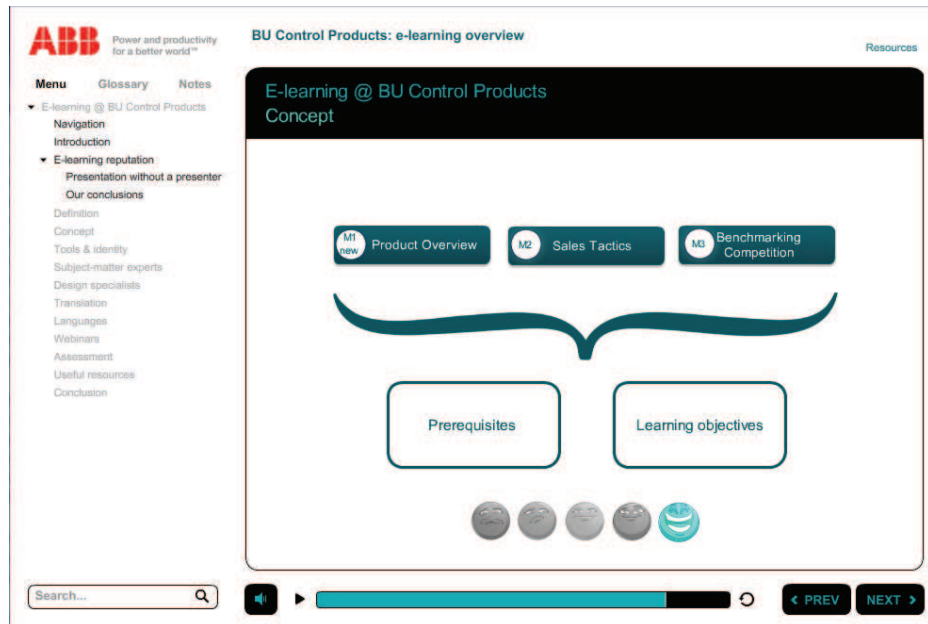 ABB
Power and productivity
for a better world™
BU Control Products: e-learning overview
Resources
Menu Glossary Notes
E-learning @ BU Control Products
Navigation
Introduction
E-learning reputation
Presentation without a presenter
Our conclusions
Definition
Concept
Tools & identity
Subject-matter experts
Design specialists
Translation
Languages
Webinars
Assessment
Useful resources
Conclusion
E-learning @ BU Control Products
Concept
M1
new
Product Overview
M2
Sales Tactics
M3
Benchmarking
Competition
Prerequisites
Learning objectives
Search...
PREV
NEXT